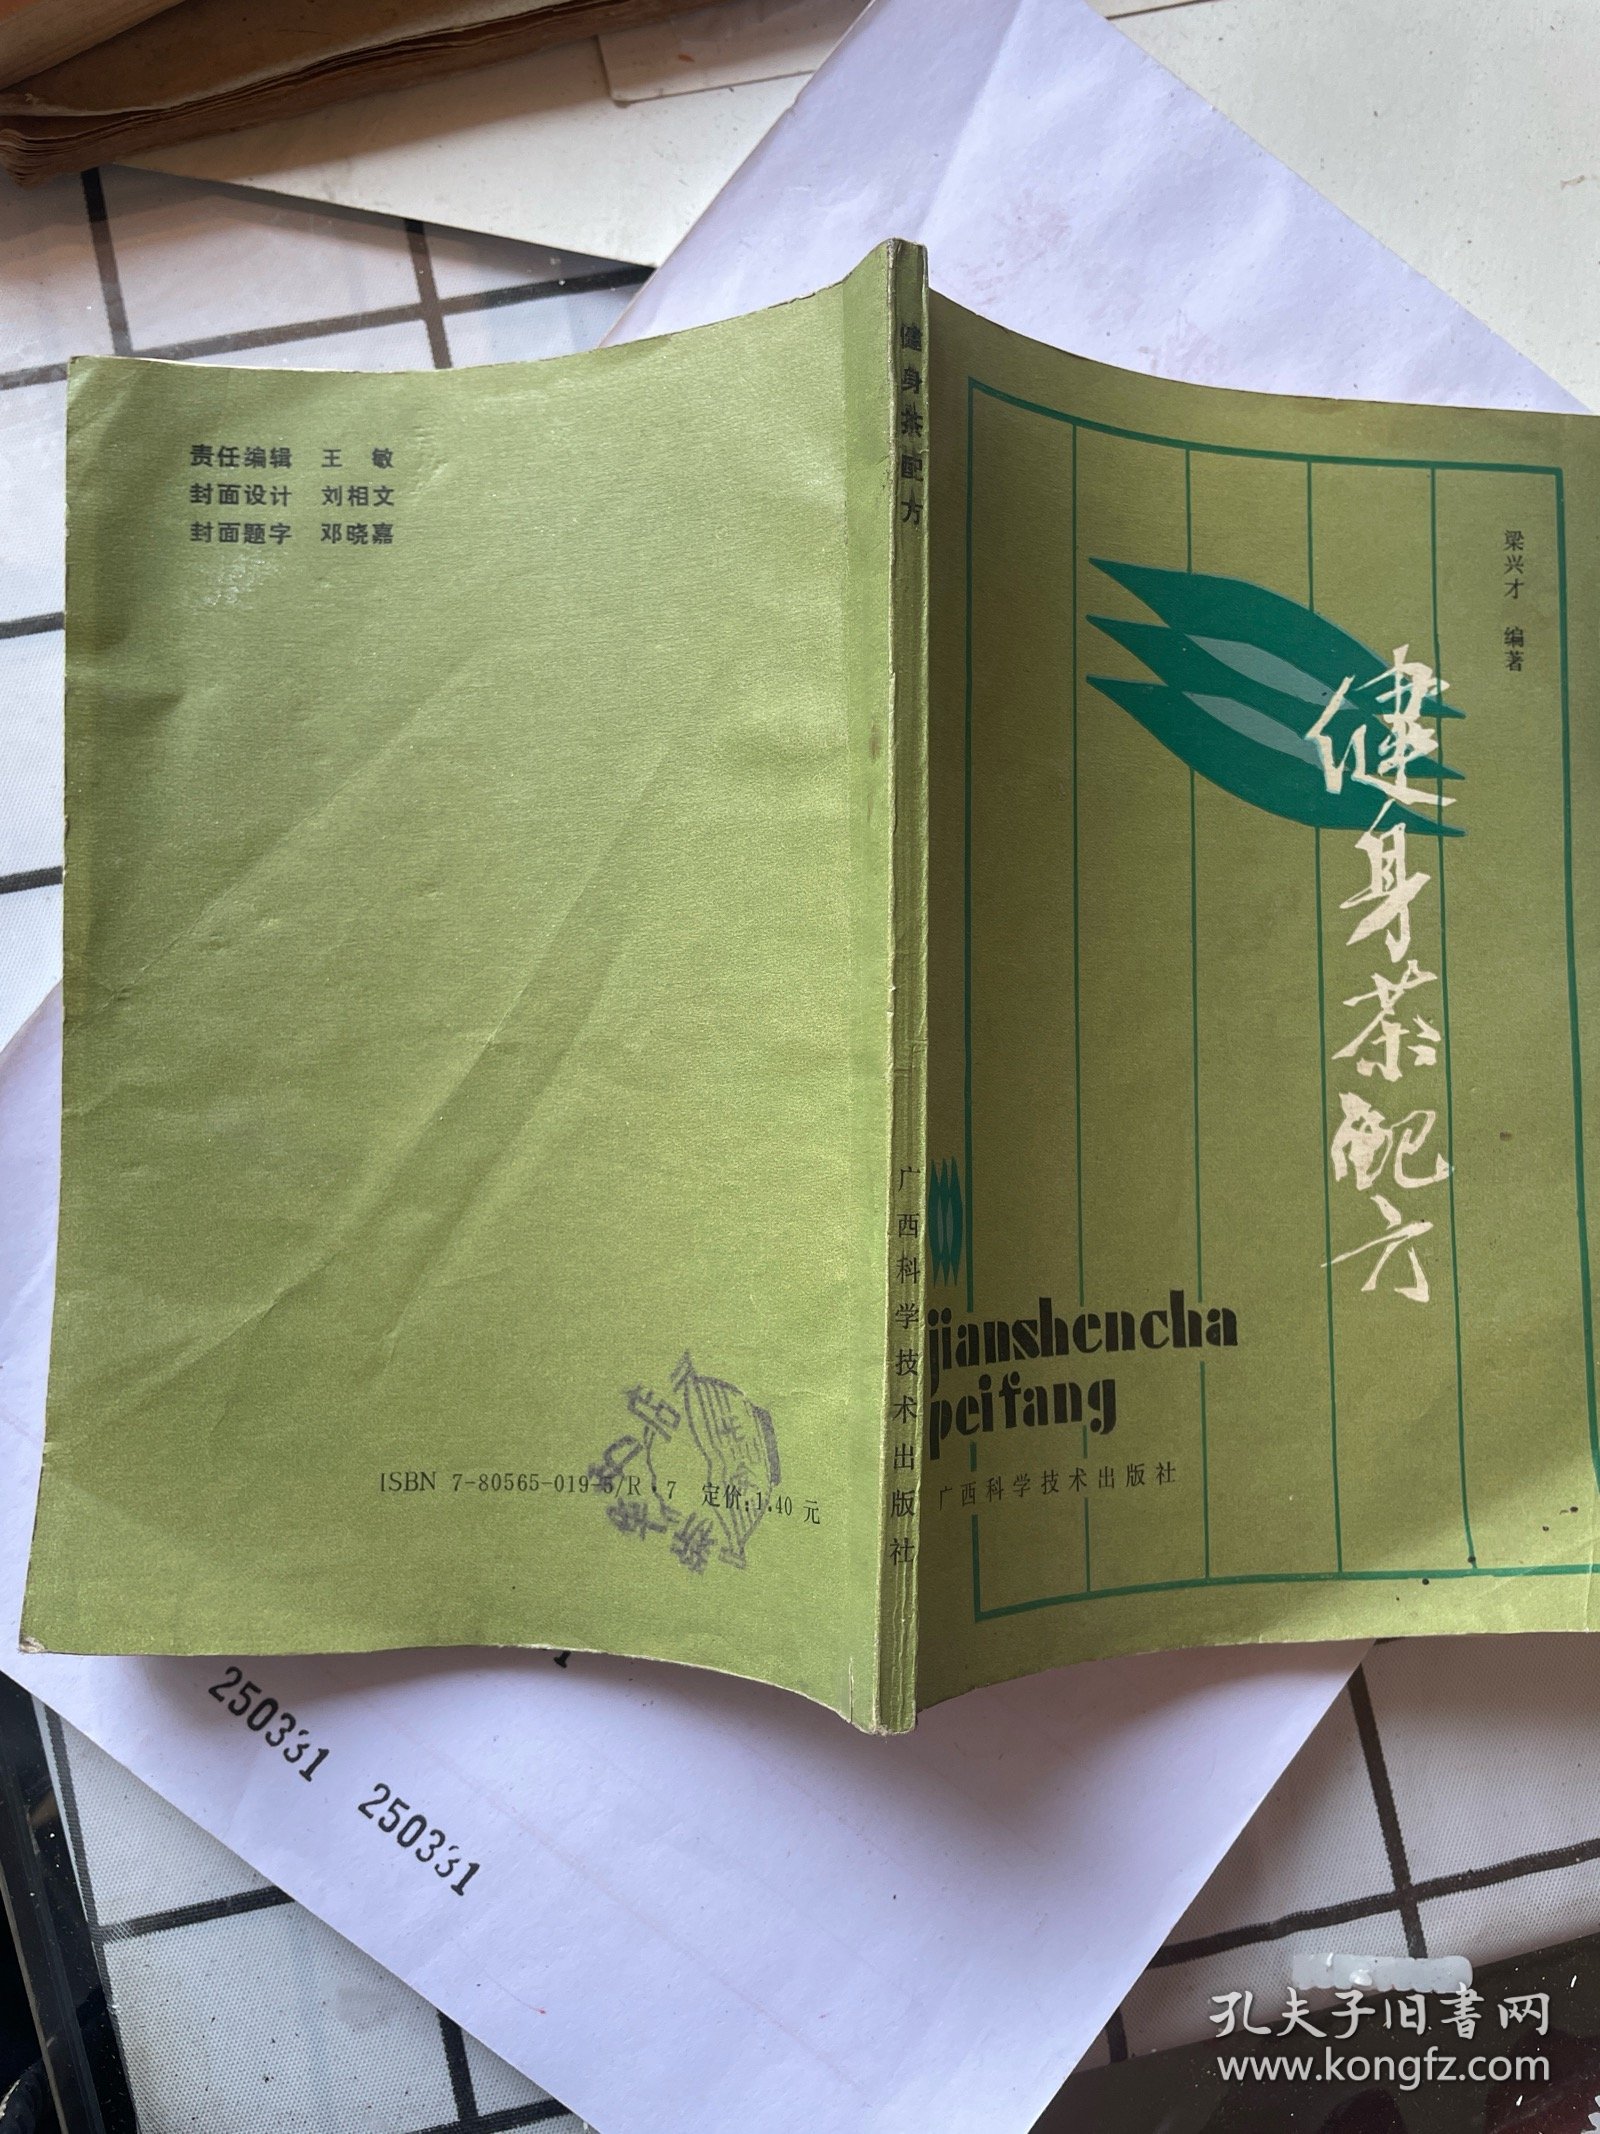 责任编辑 王 敏
封面设计 刘相文
封面题字 邓晓嘉
ISBN 7-80565-019-5/R·7 定价:1.40元
健身茶配方
广西科学技术出版社
梁兴才 编著
健身茶配方
jianshencha
peifang
广西科学技术出版社
250331 250331
孔夫子旧书网
www.kongfz.com